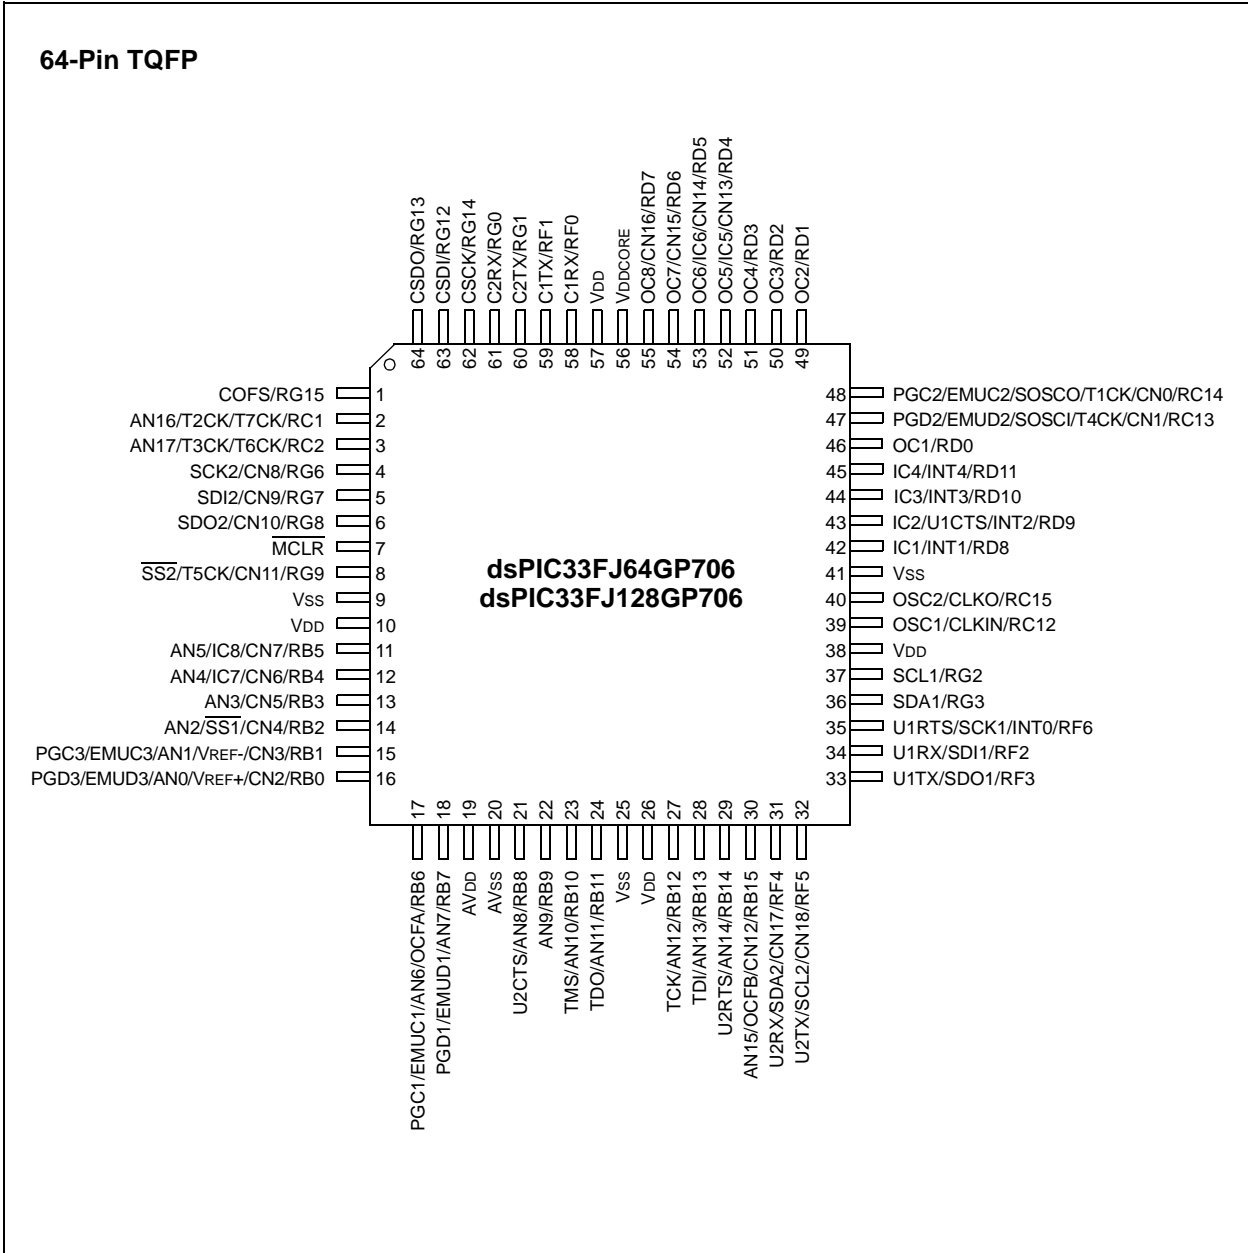 64-Pin TQFP
CSDO/RG13
CSDI/RG12
CSCK/RG14
C2RX/RG0
C2TX/RG1
C1TX/RF1
C1RX/RF0
VDD
VDDCORE
OC8/CN16/RD7
OC7/CN15/RD6
OC6/IC6/CN14/RD5
OC5/IC5/CN13/RD4
OC4/RD3
OC3/RD2
OC2/RD1
64
63
62
61
60
59
58
57
56
55
54
53
52
51
50
49
COFS/RG15 1
AN16/T2CK/T7CK/RC1 2
AN17/T3CK/T6CK/RC2 3
SCK2/CN8/RG6 4
SDI2/CN9/RG7 5
SDO2/CN10/RG8 6
MCLR 7
SS2/T5CK/CN11/RG9 8
VSS 9
VDD 10
AN5/IC8/CN7/RB5 11
AN4/IC7/CN6/RB4 12
AN3/CN5/RB3 13
AN2/SS1/CN4/RB2 14
PGC3/EMUC3/AN1/VREF-/CN3/RB1 15
PGD3/EMUD3/AN0/VREF+/CN2/RB0 16
dsPIC33FJ64GP706
dsPIC33FJ128GP706
48 PGC2/EMUC2/SOSCO/T1CK/CN0/RC14
47 PGD2/EMUD2/SOSCI/T4CK/CN1/RC13
46 OC1/RD0
45 IC4/INT4/RD11
44 IC3/INT3/RD10
43 IC2/U1CTS/INT2/RD9
42 IC1/INT1/RD8
41 VSS
40 OSC2/CLKO/RC15
39 OSC1/CLKIN/RC12
38 VDD
37 SCL1/RG2
36 SDA1/RG3
35 U1RTS/SCK1/INT0/RF6
34 U1RX/SDI1/RF2
33 U1TX/SDO1/RF3
17
18
19
20
21
22
23
24
25
26
27
28
29
30
31
32
PGC1/EMUC1/AN6/OCFA/RB6
PGD1/EMUD1/AN7/RB7
AVDD
AVSS
U2CTS/AN8/RB8
AN9/RB9
TMS/AN10/RB10
TDO/AN11/RB11
VSS
VDD
TCK/AN12/RB12
TDI/AN13/RB13
U2RTS/AN14/RB14
AN15/OCFB/CN12/RB15
U2RX/SDA2/CN17/RF4
U2TX/SCL2/CN18/RF5